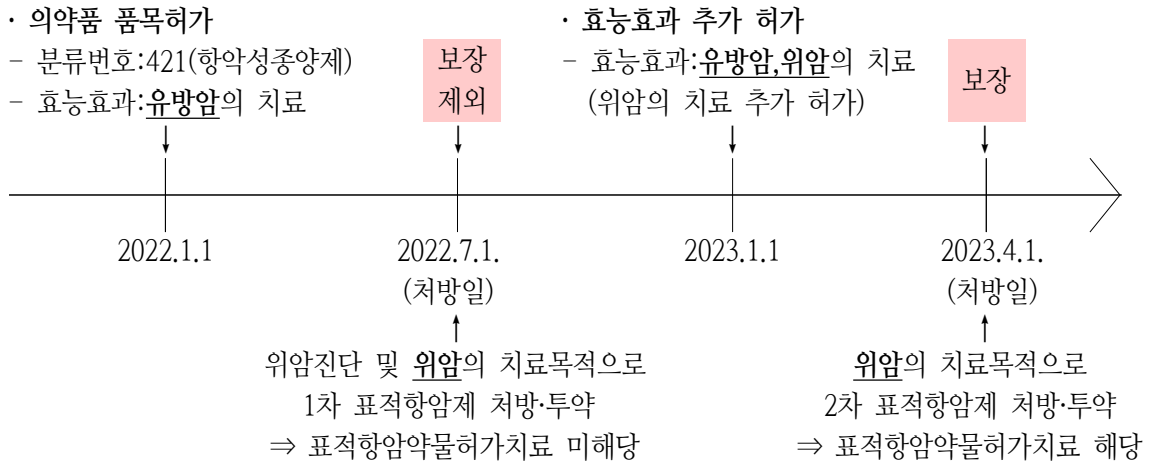 · 의약품 품목허가
- 분류번호:421(항악성종양제)
- 효능효과:유방암의 치료
보장
제외
· 효능효과 추가 허가
- 효능효과:유방암,위암의 치료
(위암의 치료 추가 허가)
보장
2022.1.1
2022.7.1.
(처방일)
2023.1.1
2023.4.1.
(처방일)
위암진단 및 위암의 치료목적으로
1차 표적항암제 처방·투약
⇒ 표적항암약물허가치료 미해당
위암의 치료목적으로
2차 표적항암제 처방·투약
⇒ 표적항암약물허가치료 해당